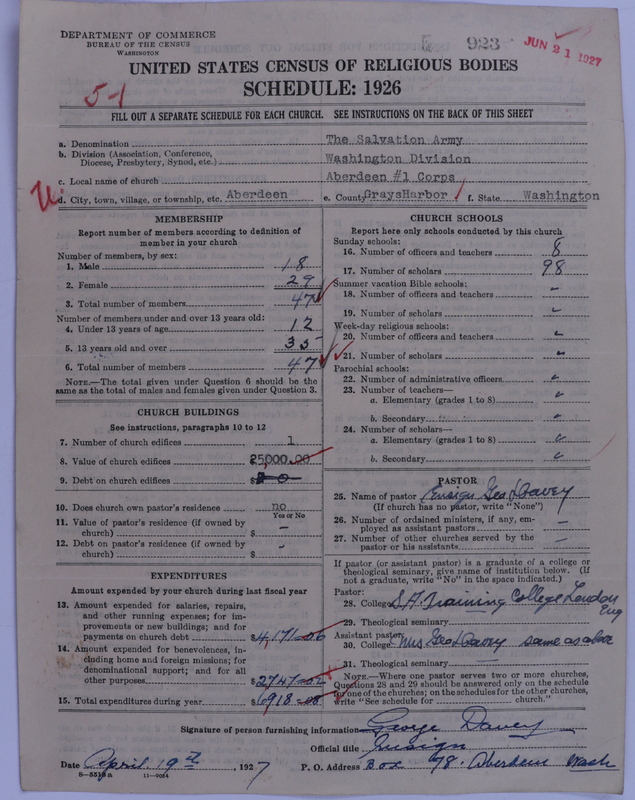 DEPARTMENT OF COMMERCE
BUREAU OF THE CENSUS
WASHINGTON
923
JUN 21 1927
UNITED STATES CENSUS OF RELIGIOUS BODIES
SCHEDULE: 1926
5-1
FILL OUT A SEPARATE SCHEDULE FOR EACH CHURCH. SEE INSTRUCTIONS ON THE BACK OF THIS SHEET
a. Denomination The Salvation Army
b. Division (Association, Conference, Diocese, Presbytery, Synod, etc.) Washington Division
c. Local name of church Aberdeen #1 Corps
d. City, town, village, or township, etc. Aberdeen e. County GraysHarbor f. State Washington
MEMBERSHIP
Report number of members according to definition of
member in your church
Number of members, by sex:
1. Male 18
2. Female 29
3. Total number of members 47
Number of members under and over 13 years old:
4. Under 13 years of age 12
5. 13 years old and over 35
6. Total number of members 47
NOTE.—The total given under Question 6 should be
same as the total of males and females given under Question 3.
CHURCH BUILDINGS
See instructions, paragraphs 10 to 12
7. Number of church edifices 1
8. Value of church edifices $25000.00
9. Debt on church edifices $
10. Does church own pastor's residence? no
Yes or No
11. Value of pastor's residence (if owned by
church) $ —
12. Debt on pastor's residence (if owned by
church) $ -
EXPENDITURES
Amount expended by your church during last fiscal year
13. Amount expended for salaries, repairs,
and other running expenses; for im-
provements or new buildings; and for
payments on church debt $4,171.06
14. Amount expended for benevolences, in-
cluding home and foreign missions; for
denominational support; and for all
other purposes $2747.02
15. Total expenditures during year $6918.08
CHURCH SCHOOLS
Report here only schools conducted by this church
Sunday schools:
16. Number of officers and teachers 8
17. Number of scholars 98
Summer vacation Bible schools:
18. Number of officers and teachers -
19. Number of scholars -
Week-day religious schools:
20. Number of officers and teachers -
21. Number of scholars -
Parochial schools:
22. Number of administrative officers -
23. Number of teachers—
a. Elementary (grades 1 to 8) -
b. Secondary -
24. Number of scholars—
a. Elementary (grades 1 to 8) -
b. Secondary -
PASTOR
25. Name of pastor Ensign Geo L Davey
(If church has no pastor, write "None")
26. Number of ordained ministers, if any, em-
ployed as assistant pastors —
27. Number of other churches served by the
pastor or his assistants —
If pastor (or assistant pastor) is a graduate of a college or
theological seminary, give name of institution below. (If
not a graduate, write "No" in the space indicated.)
Pastor:
28. College S.A. Training College London
Eng
29. Theological seminary —
Assistant pastor:
30. College Mrs Geo L Davey same as above
31. Theological seminary —
NOTE.—Where one pastor serves two or more churches,
Questions 28 and 29 should be answered only on the schedule
for one of the churches; on the schedules for the other churches,
write "See schedule for church."
Signature of person furnishing information George Davey
Official title Ensign
Date April 19th, 1927 P. O. Address Box 78. Aberdeen Wash
11-9084